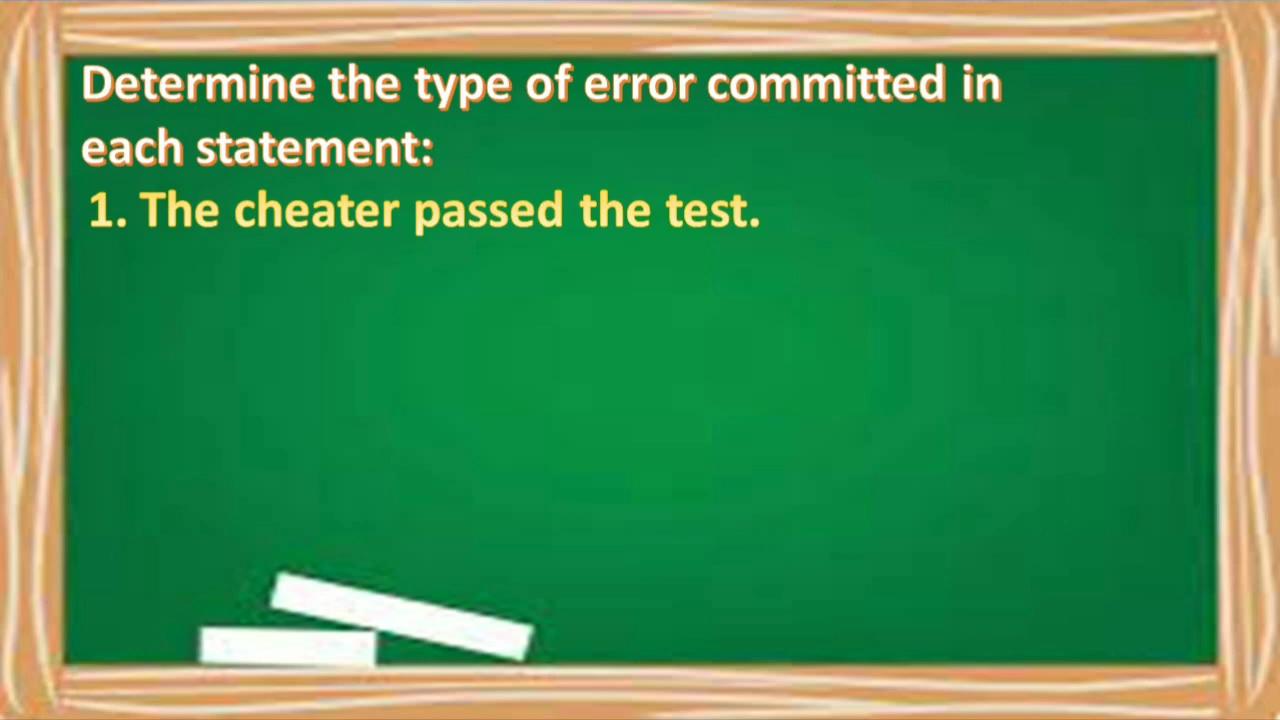 Determine the type of error committed in
each statement:
1. The cheater passed the test.